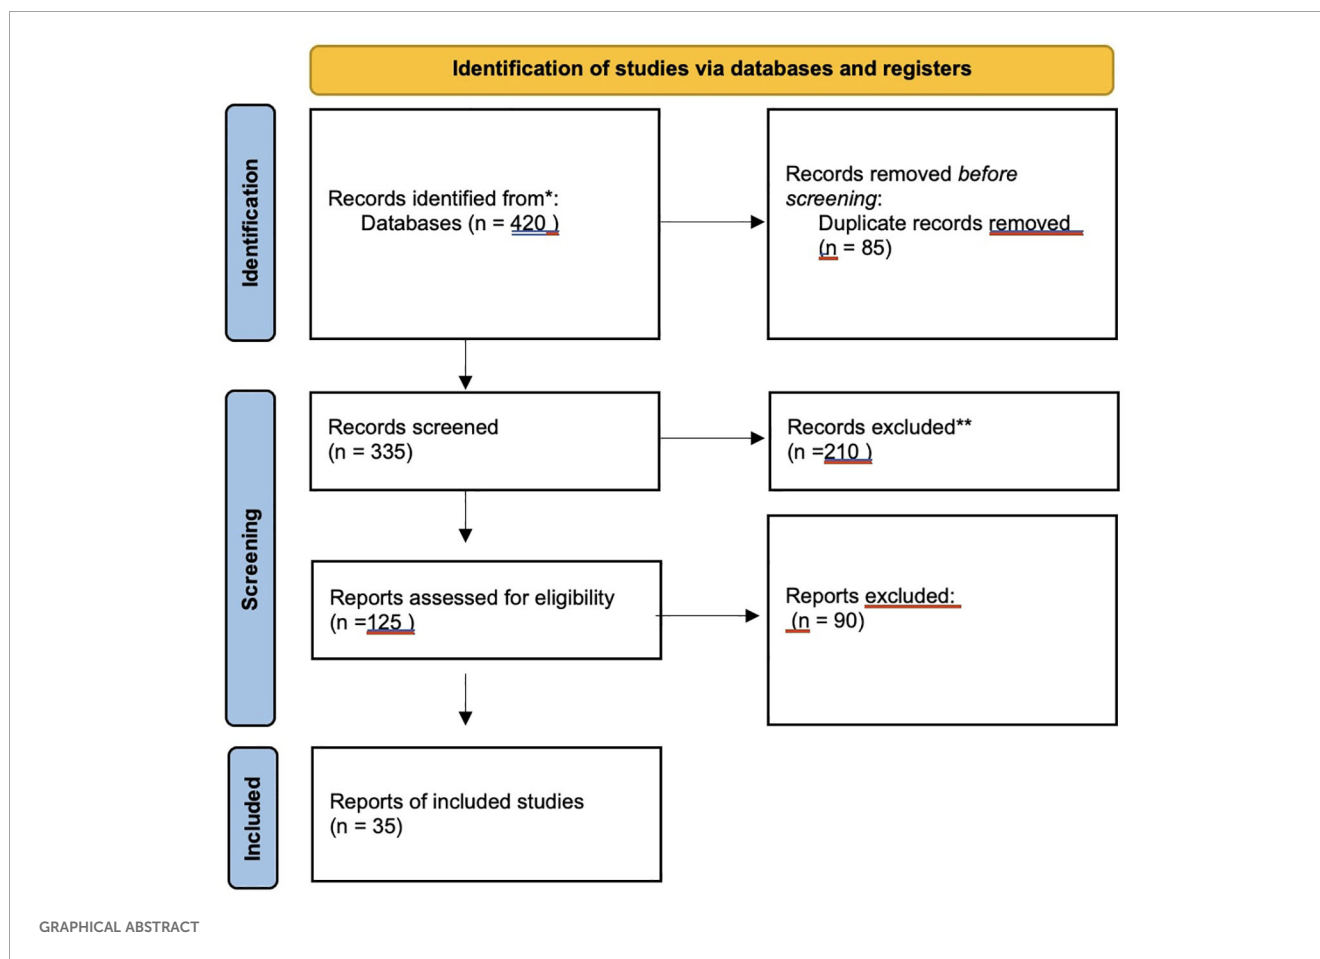 Identification of studies via databases and registers
Identification
Records identified from*:
Databases (n = 420 )
Records removed before
screening:
Duplicate records removed
(n = 85)
Screening
Records screened
(n = 335)
Records excluded**
(n =210 )
Reports assessed for eligibility
(n =125 )
Reports excluded:
(n = 90)
Included
Reports of included studies
(n = 35)
GRAPHICAL ABSTRACT